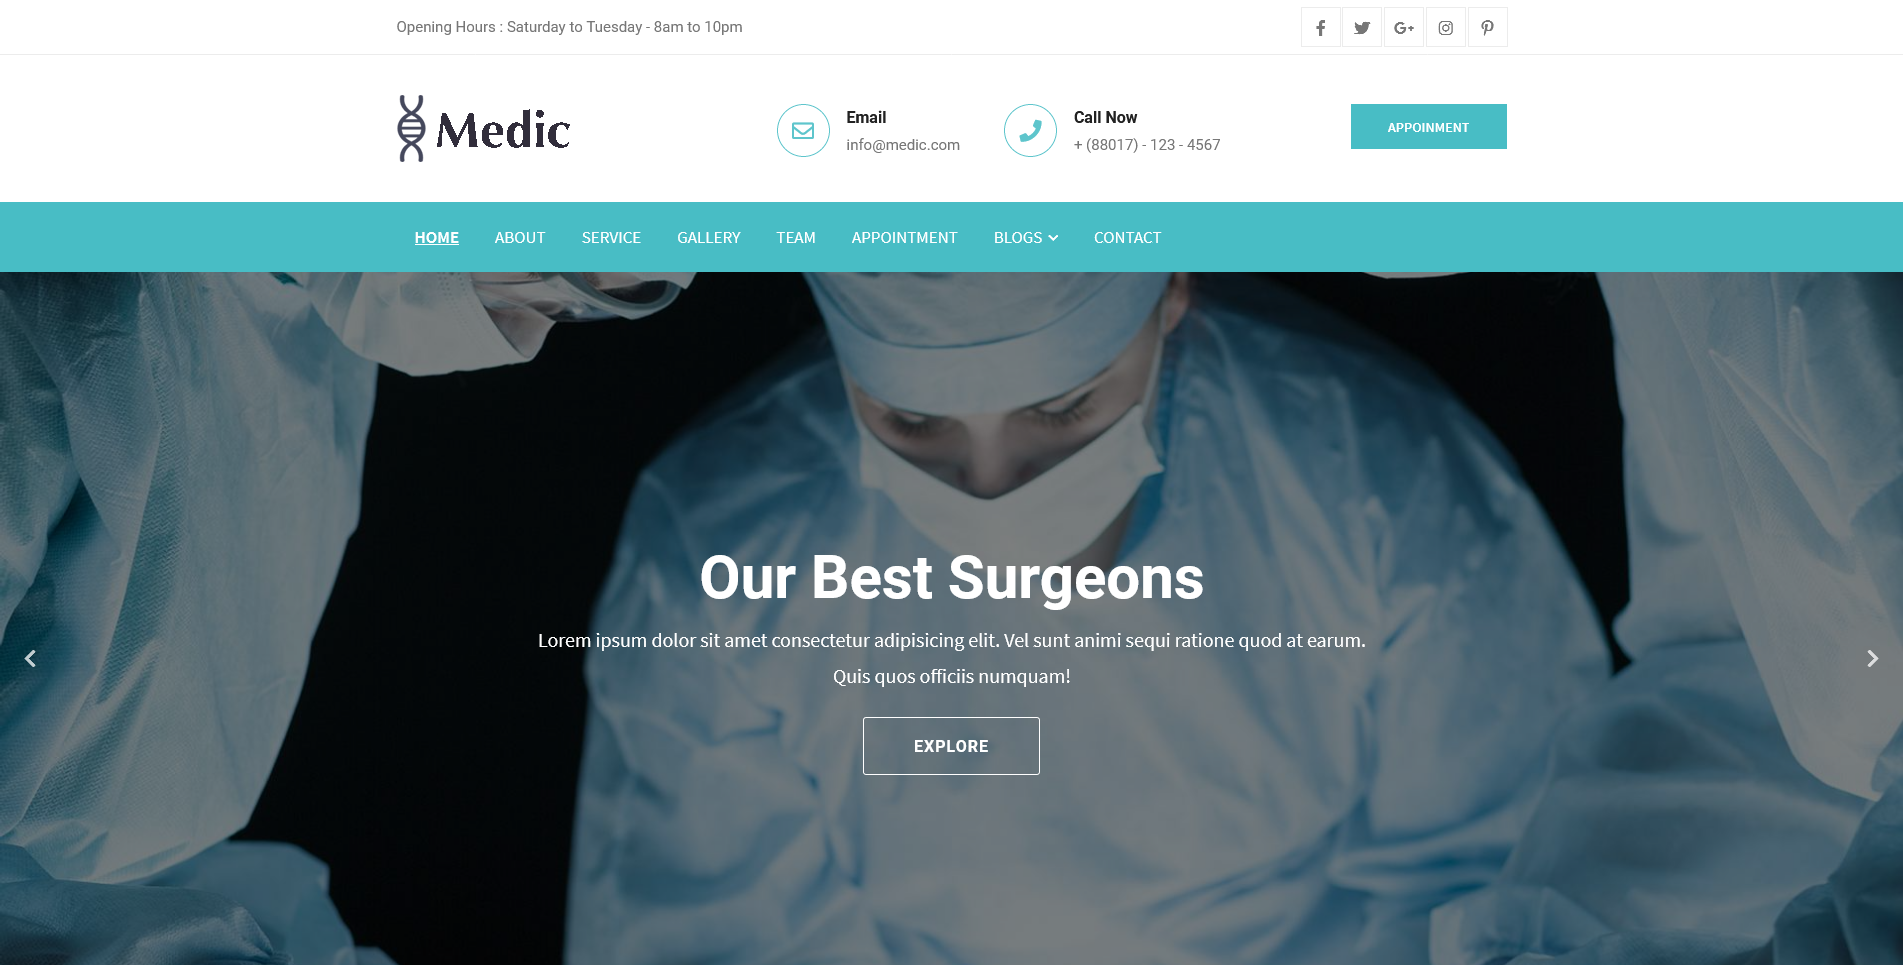 Opening Hours : Saturday to Tuesday - 8am to 10pm
Medic
Email
info@medic.com
Call Now
+ (88017) - 123 - 4567
APPOINMENT
HOME ABOUT SERVICE GALLERY TEAM APPOINTMENT BLOGS CONTACT
Our Best Surgeons
Lorem ipsum dolor sit amet consectetur adipisicing elit. Vel sunt animi sequi ratione quod at earum.
Quis quos officiis numquam!
EXPLORE